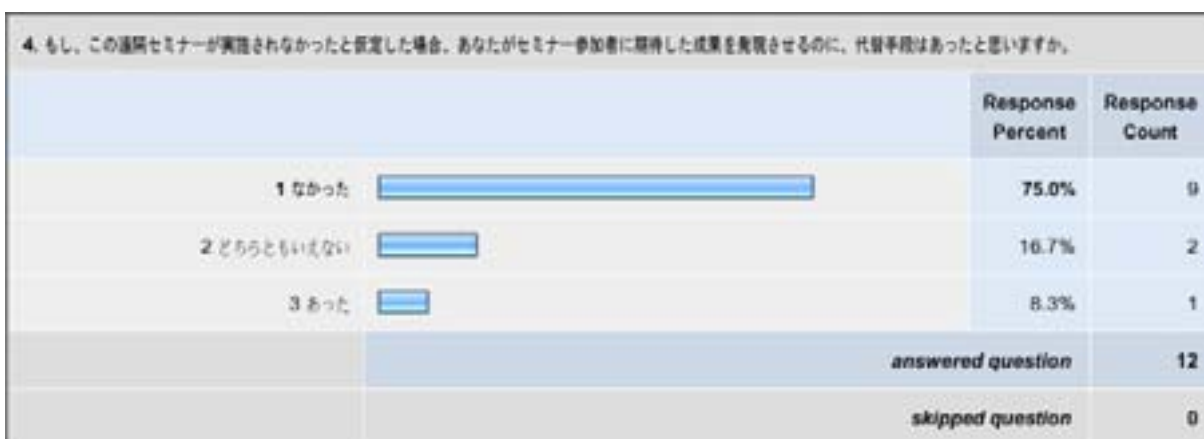 4. もし、この遠隔セミナーが実施されなかったと仮定した場合、あなたがセミナー参加者に期待した成果を発現させるのに、代替手段はあったと思いますか。
Response Percent Response Count
1 なかった 75.0% 9
2 どちらともいえない 16.7% 2
3 あった 8.3% 1
answered question 12
skipped question 0